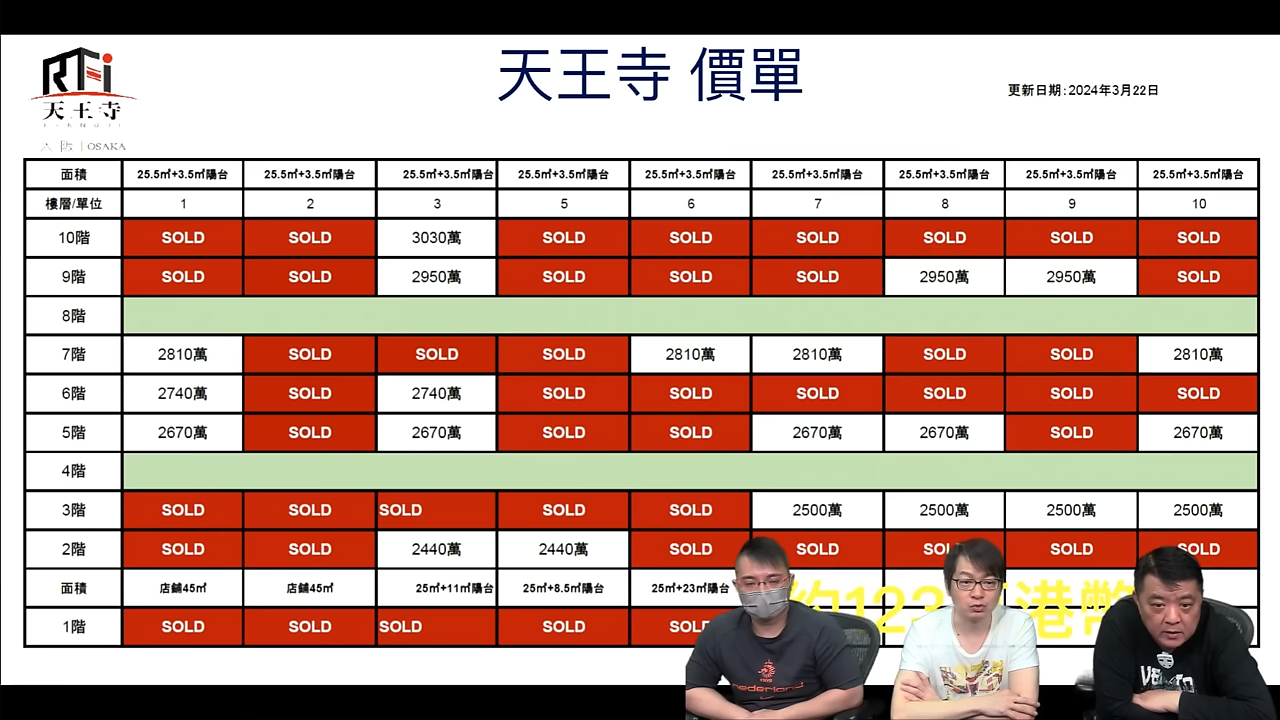 天王寺 價單
更新日期：2024年3月22日
RTi
天王寺
大阪 | OSAKA
面積 25.5㎡+3.5㎡陽台 25.5㎡+3.5㎡陽台 25.5㎡+3.5㎡陽台 25.5㎡+3.5㎡陽台 25.5㎡+3.5㎡陽台 25.5㎡+3.5㎡陽台 25.5㎡+3.5㎡陽台 25.5㎡+3.5㎡陽台 25.5㎡+3.5㎡陽台
樓層/單位 1 2 3 5 6 7 8 9 10
10階 SOLD SOLD 3030萬 SOLD SOLD SOLD SOLD SOLD SOLD
9階 SOLD SOLD 2950萬 SOLD SOLD SOLD 2950萬 2950萬 SOLD
8階
7階 2810萬 SOLD SOLD SOLD 2810萬 2810萬 SOLD SOLD 2810萬
6階 2740萬 SOLD 2740萬 SOLD SOLD SOLD SOLD SOLD SOLD
5階 2670萬 SOLD 2670萬 SOLD SOLD 2670萬 2670萬 SOLD 2670萬
4階
3階 SOLD SOLD SOLD SOLD SOLD 2500萬 2500萬 2500萬 2500萬
2階 SOLD SOLD 2440萬 2440萬 SOLD SOLD SOLD SOLD SOLD
面積 店鋪45㎡ 店鋪45㎡ 25㎡+11㎡陽台 25㎡+8.5㎡陽台 25㎡+23㎡陽台
約123 港幣
1階 SOLD SOLD SOLD SOLD SOLD
nederland